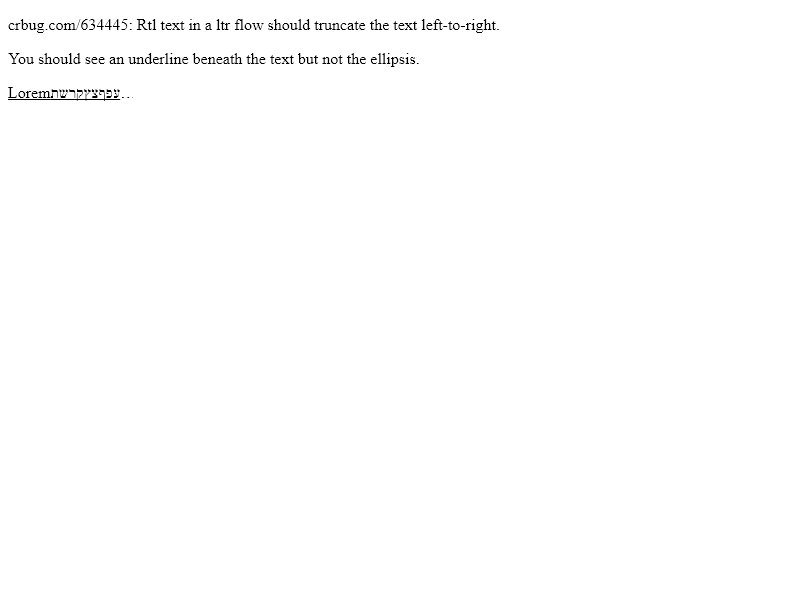 crbug.com/634445: Rtl text in a ltr flow should truncate the text left-to-right.
You should see an underline beneath the text but not the ellipsis.
Loremעפףצץקרשת…